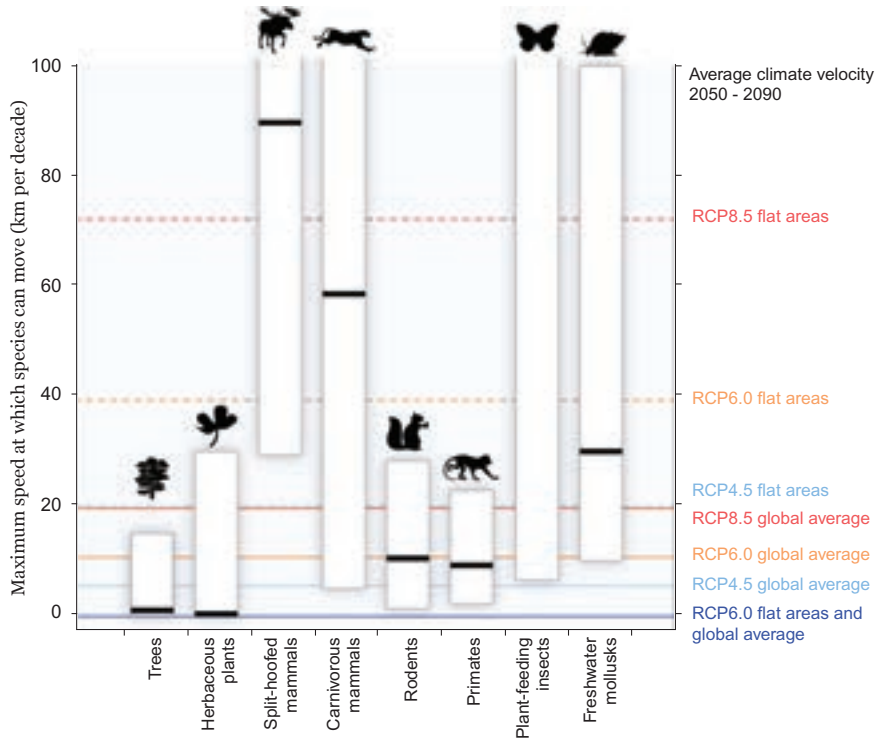 Maximum speed at which species can move (km per decade)
100
80
60
40
20
0
Average climate velocity
2050 - 2090
RCP8.5 flat areas
RCP6.0 flat areas
RCP4.5 flat areas
RCP8.5 global average
RCP6.0 global average
RCP4.5 global average
RCP6.0 flat areas and
global average
Trees
Herbaceous
plants
Split-hoofed
mammals
Carnivorous
mammals
Rodents
Primates
Plant-feeding
insects
Freshwater
mollusks